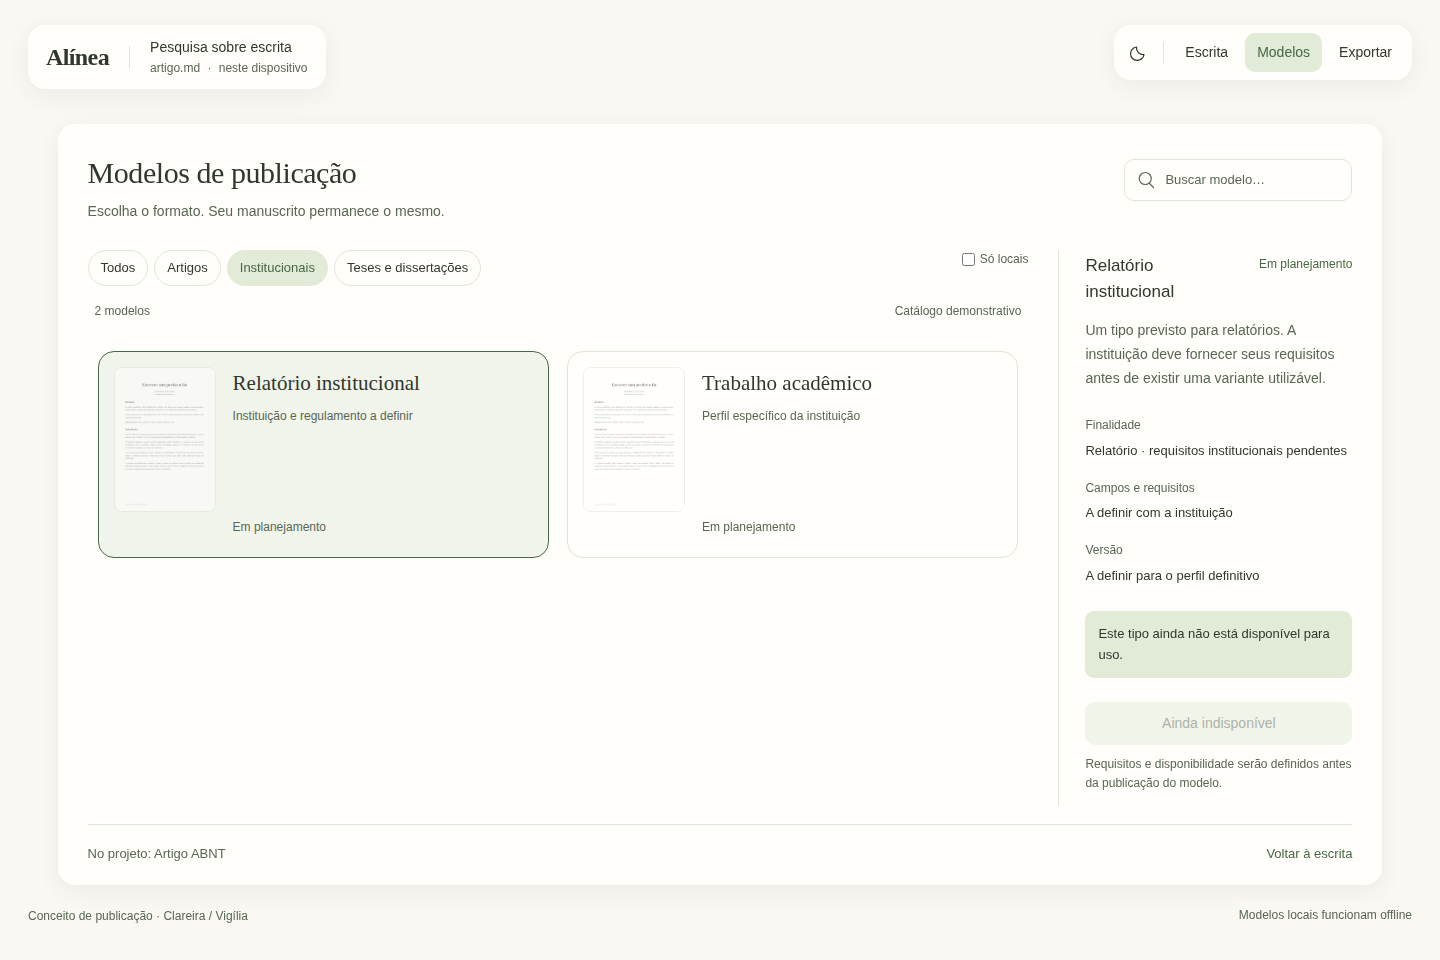 Alínea
Pesquisa sobre escrita
artigo.md · neste dispositivo
Escrita
Modelos
Exportar
Modelos de publicação
Escolha o formato. Seu manuscrito permanece o mesmo.
Buscar modelo…
Todos
Artigos
Institucionais
Teses e dissertações
Só locais
2 modelos
Catálogo demonstrativo
Relatório institucional
Instituição e regulamento a definir
Em planejamento
Trabalho acadêmico
Perfil específico da instituição
Em planejamento
Relatório
institucional
Em planejamento
Um tipo previsto para relatórios. A
instituição deve fornecer seus requisitos
antes de existir uma variante utilizável.
Finalidade
Relatório · requisitos institucionais pendentes
Campos e requisitos
A definir com a instituição
Versão
A definir para o perfil definitivo
Este tipo ainda não está disponível para
uso.
Ainda indisponível
Requisitos e disponibilidade serão definidos antes
da publicação do modelo.
No projeto: Artigo ABNT
Voltar à escrita
Conceito de publicação · Clareira / Vigília
Modelos locais funcionam offline